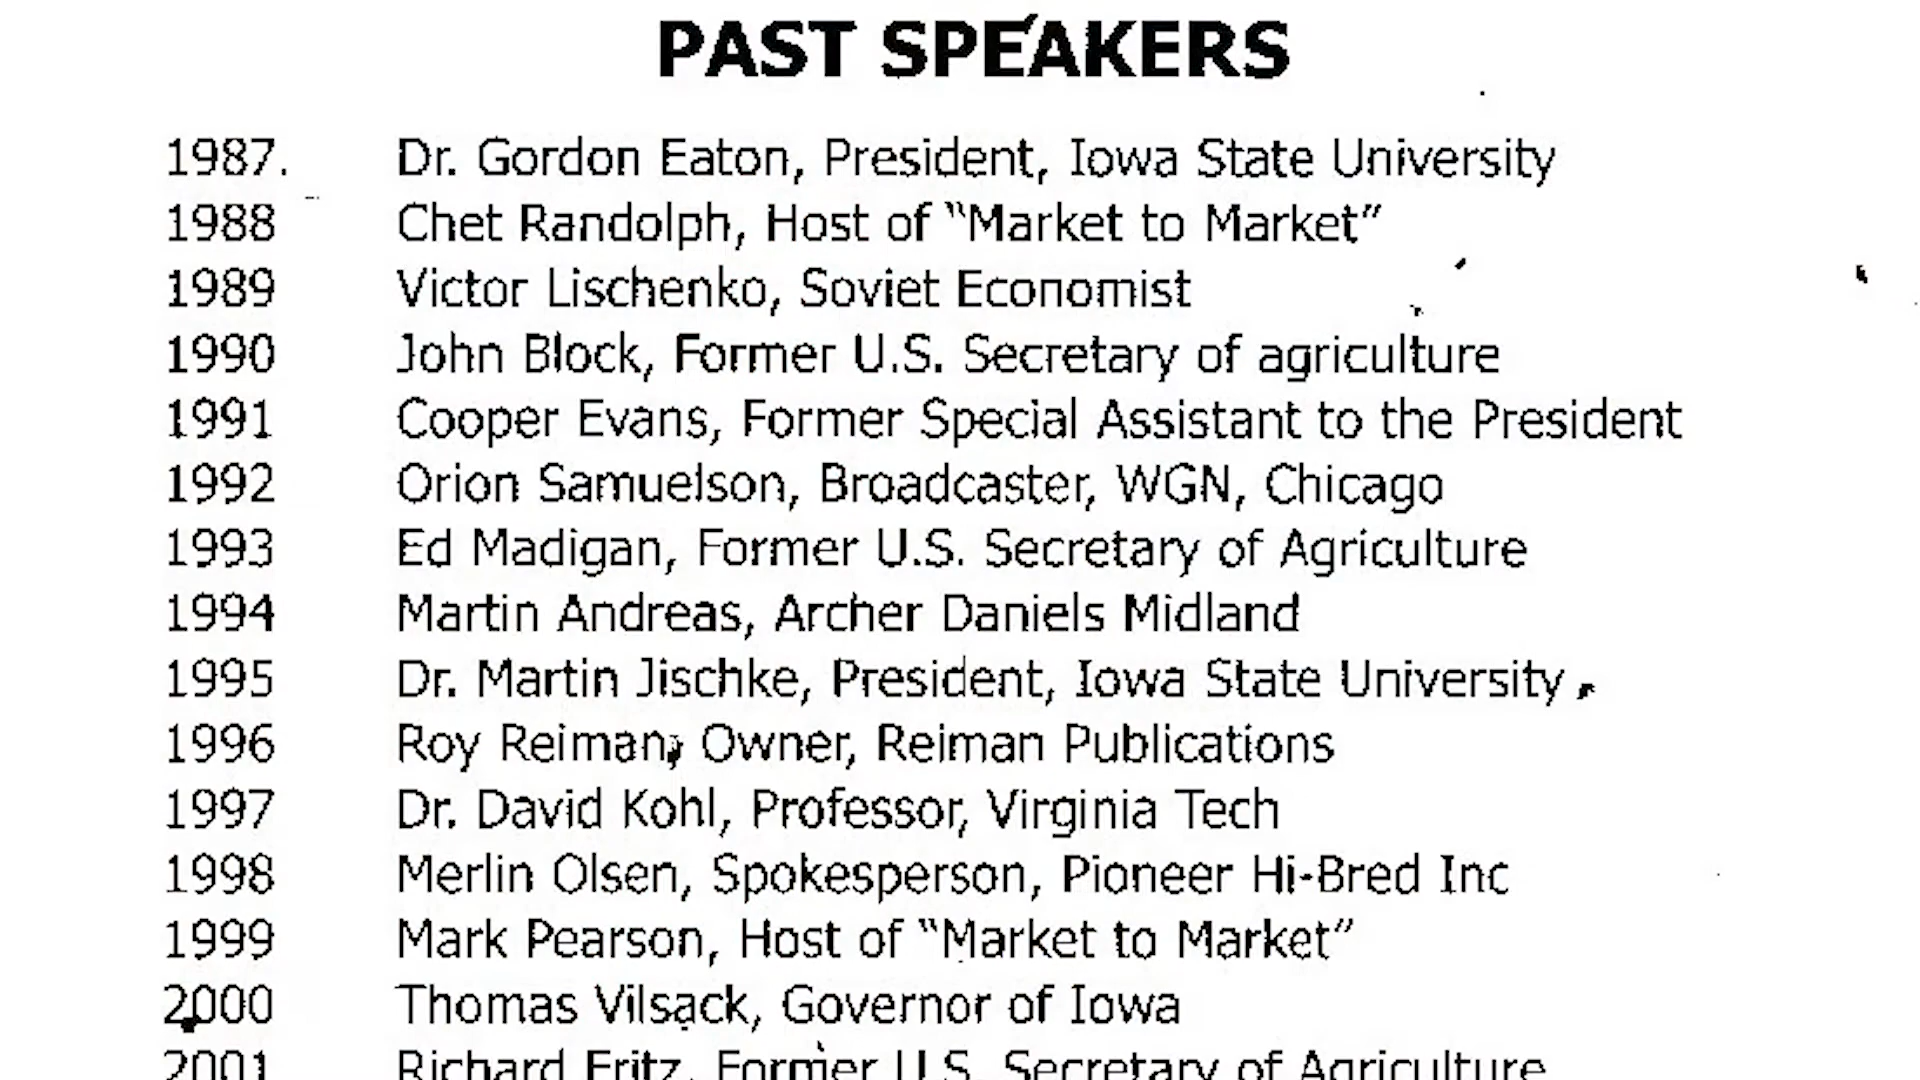 PAST SPEAKERS
1987. Dr. Gordon Eaton, President, Iowa State University
1988 Chet Randolph, Host of “Market to Market”
1989 Victor Lischenko, Soviet Economist
1990 John Block, Former U.S. Secretary of agriculture
1991 Cooper Evans, Former Special Assistant to the President
1992 Orion Samuelson, Broadcaster, WGN, Chicago
1993 Ed Madigan, Former U.S. Secretary of Agriculture
1994 Martin Andreas, Archer Daniels Midland
1995 Dr. Martin Jischke, President, Iowa State University
1996 Roy Reiman, Owner, Reiman Publications
1997 Dr. David Kohl, Professor, Virginia Tech
1998 Merlin Olsen, Spokesperson, Pioneer Hi-Bred Inc
1999 Mark Pearson, Host of “Market to Market”
2000 Thomas Vilsack, Governor of Iowa
2001 Richard Fritz, Former U.S. Secretary of Agriculture